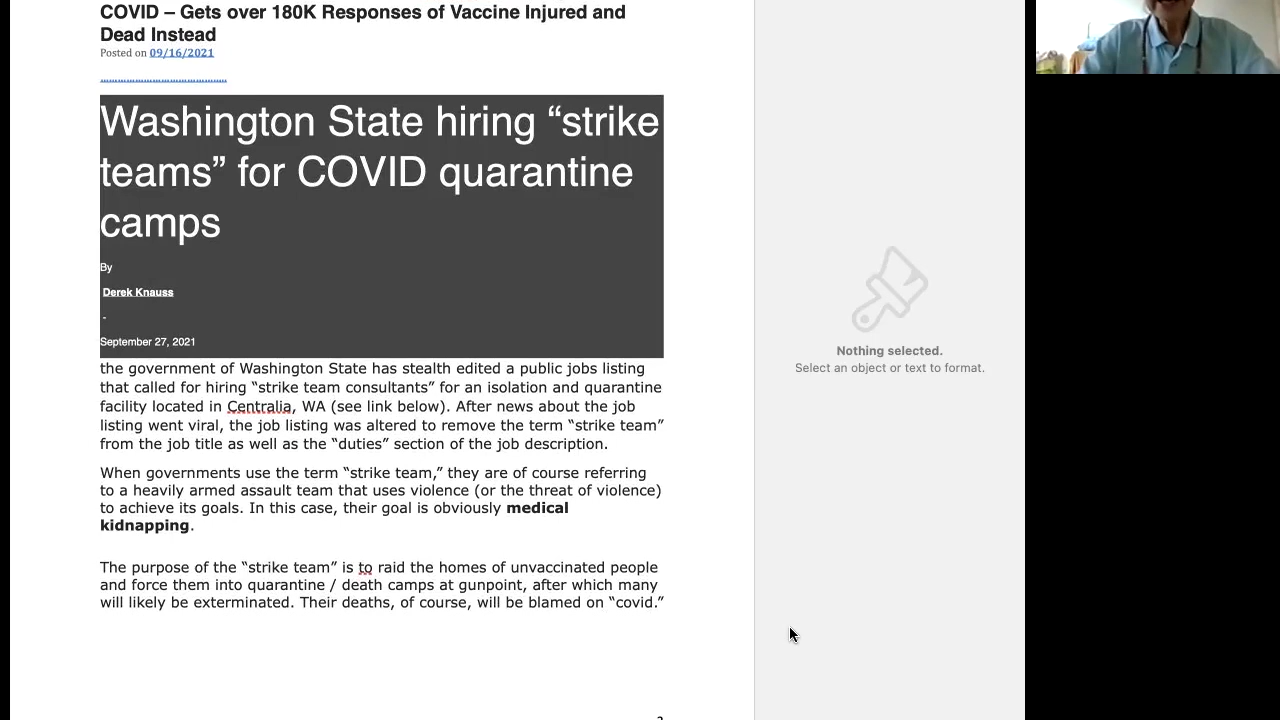 COVID – Gets over 180K Responses of Vaccine Injured and
Dead Instead
Posted on 09/16/2021
Washington State hiring “strike
teams” for COVID quarantine
camps
By
Derek Knauss
-
September 27, 2021
the government of Washington State has stealth edited a public jobs listing
that called for hiring “strike team consultants” for an isolation and quarantine
facility located in Centralia, WA (see link below). After news about the job
listing went viral, the job listing was altered to remove the term “strike team”
from the job title as well as the “duties” section of the job description.
When governments use the term “strike team,” they are of course referring
to a heavily armed assault team that uses violence (or the threat of violence)
to achieve its goals. In this case, their goal is obviously medical
kidnapping.
The purpose of the “strike team” is to raid the homes of unvaccinated people
and force them into quarantine / death camps at gunpoint, after which many
will likely be exterminated. Their deaths, of course, will be blamed on “covid.”
Nothing selected.
Select an object or text to format.